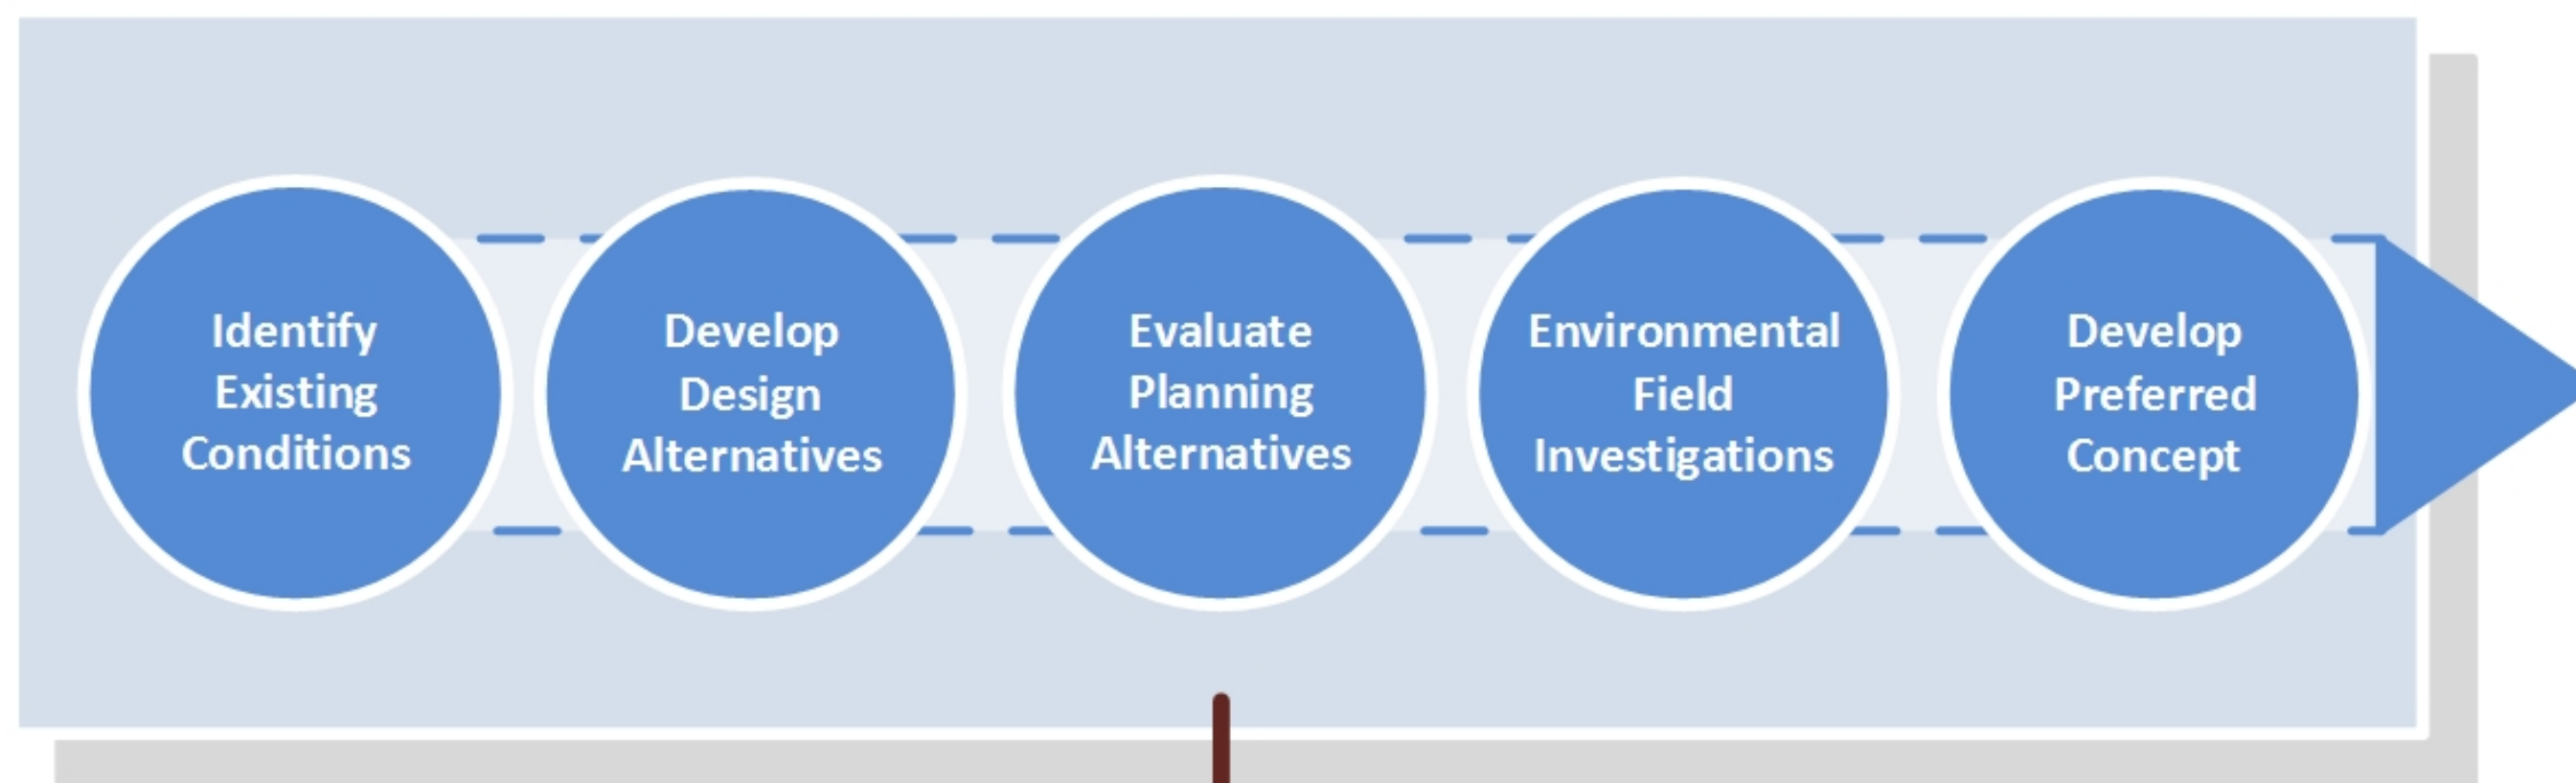 Identify
Existing
Conditions
Develop
Design
Alternatives
Evaluate
Planning
Alternatives
Environmental
Field
Investigations
Develop
Preferred
Concept